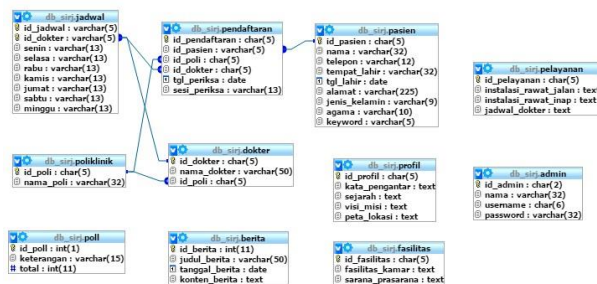 db_sirj.jadwal
id_jadwal : varchar(5)
id_dokter : varchar(5)
senin : varchar(13)
selasa : varchar(13)
rabu : varchar(13)
kamis : varchar(13)
jumat : varchar(13)
sabtu : varchar(13)
minggu : varchar(13)
db_sirj.pendaftaran
id_pendaftaran : char(5)
id_pasien : varchar(5)
id_poli : char(5)
id_dokter : char(5)
tgl_periksa : date
sesi_periksa : varchar(13)
db_sirj.pasien
id_pasien : char(5)
nama : varchar(32)
telepon : varchar(12)
tempat_lahir : varchar(32)
tgl_lahir : date
alamat : varchar(225)
jenis_kelamin : varchar(9)
agama : varchar(10)
keyword : varchar(5)
db_sirj.pelayanan
id_pelayanan : char(5)
instalasi_rawat_jalan : text
instalasi_rawat_inap : text
jadwal_dokter : text
db_sirj.poliklinik
id_poli : char(5)
nama_poli : varchar(32)
db_sirj.dokter
id_dokter : char(5)
nama_dokter : varchar(50)
id_poli : char(5)
db_sirj.profil
id_profil : char(5)
kata_pengantar : text
sejarah : text
visi_misi : text
peta_lokasi : text
db_sirj.admin
id_admin : char(2)
nama : varchar(32)
username : char(6)
password : varchar(32)
db_sirj.poll
id_poll : int(1)
keterangan : varchar(15)
total : int(11)
db_sirj.berita
id_berita : int(11)
judul_berita : varchar(50)
tanggal_berita : date
konten_berita : text
db_sirj.fasilitas
id_fasilitas : char(5)
fasilitas_kamar : text
sarana_prasarana : text